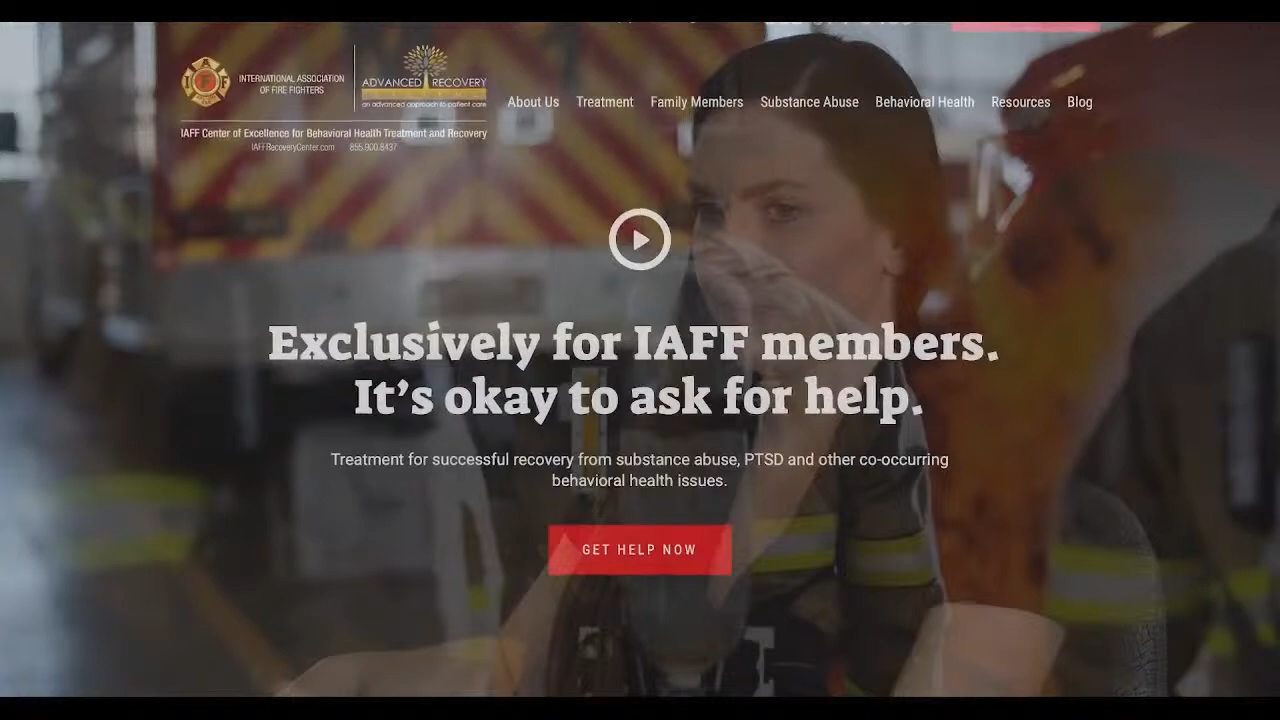 IAFF
INTERNATIONAL ASSOCIATION
OF FIRE FIGHTERS
ADVANCED RECOVERY
an advanced approach to patient care
IAFF Center of Excellence for Behavioral Health Treatment and Recovery
IAFFRecoveryCenter.com 855.900.8437
About Us Treatment Family Members Substance Abuse Behavioral Health Resources Blog
Exclusively for IAFF members.
It's okay to ask for help.
Treatment for successful recovery from substance abuse, PTSD and other co-occurring
behavioral health issues.
GET HELP NOW